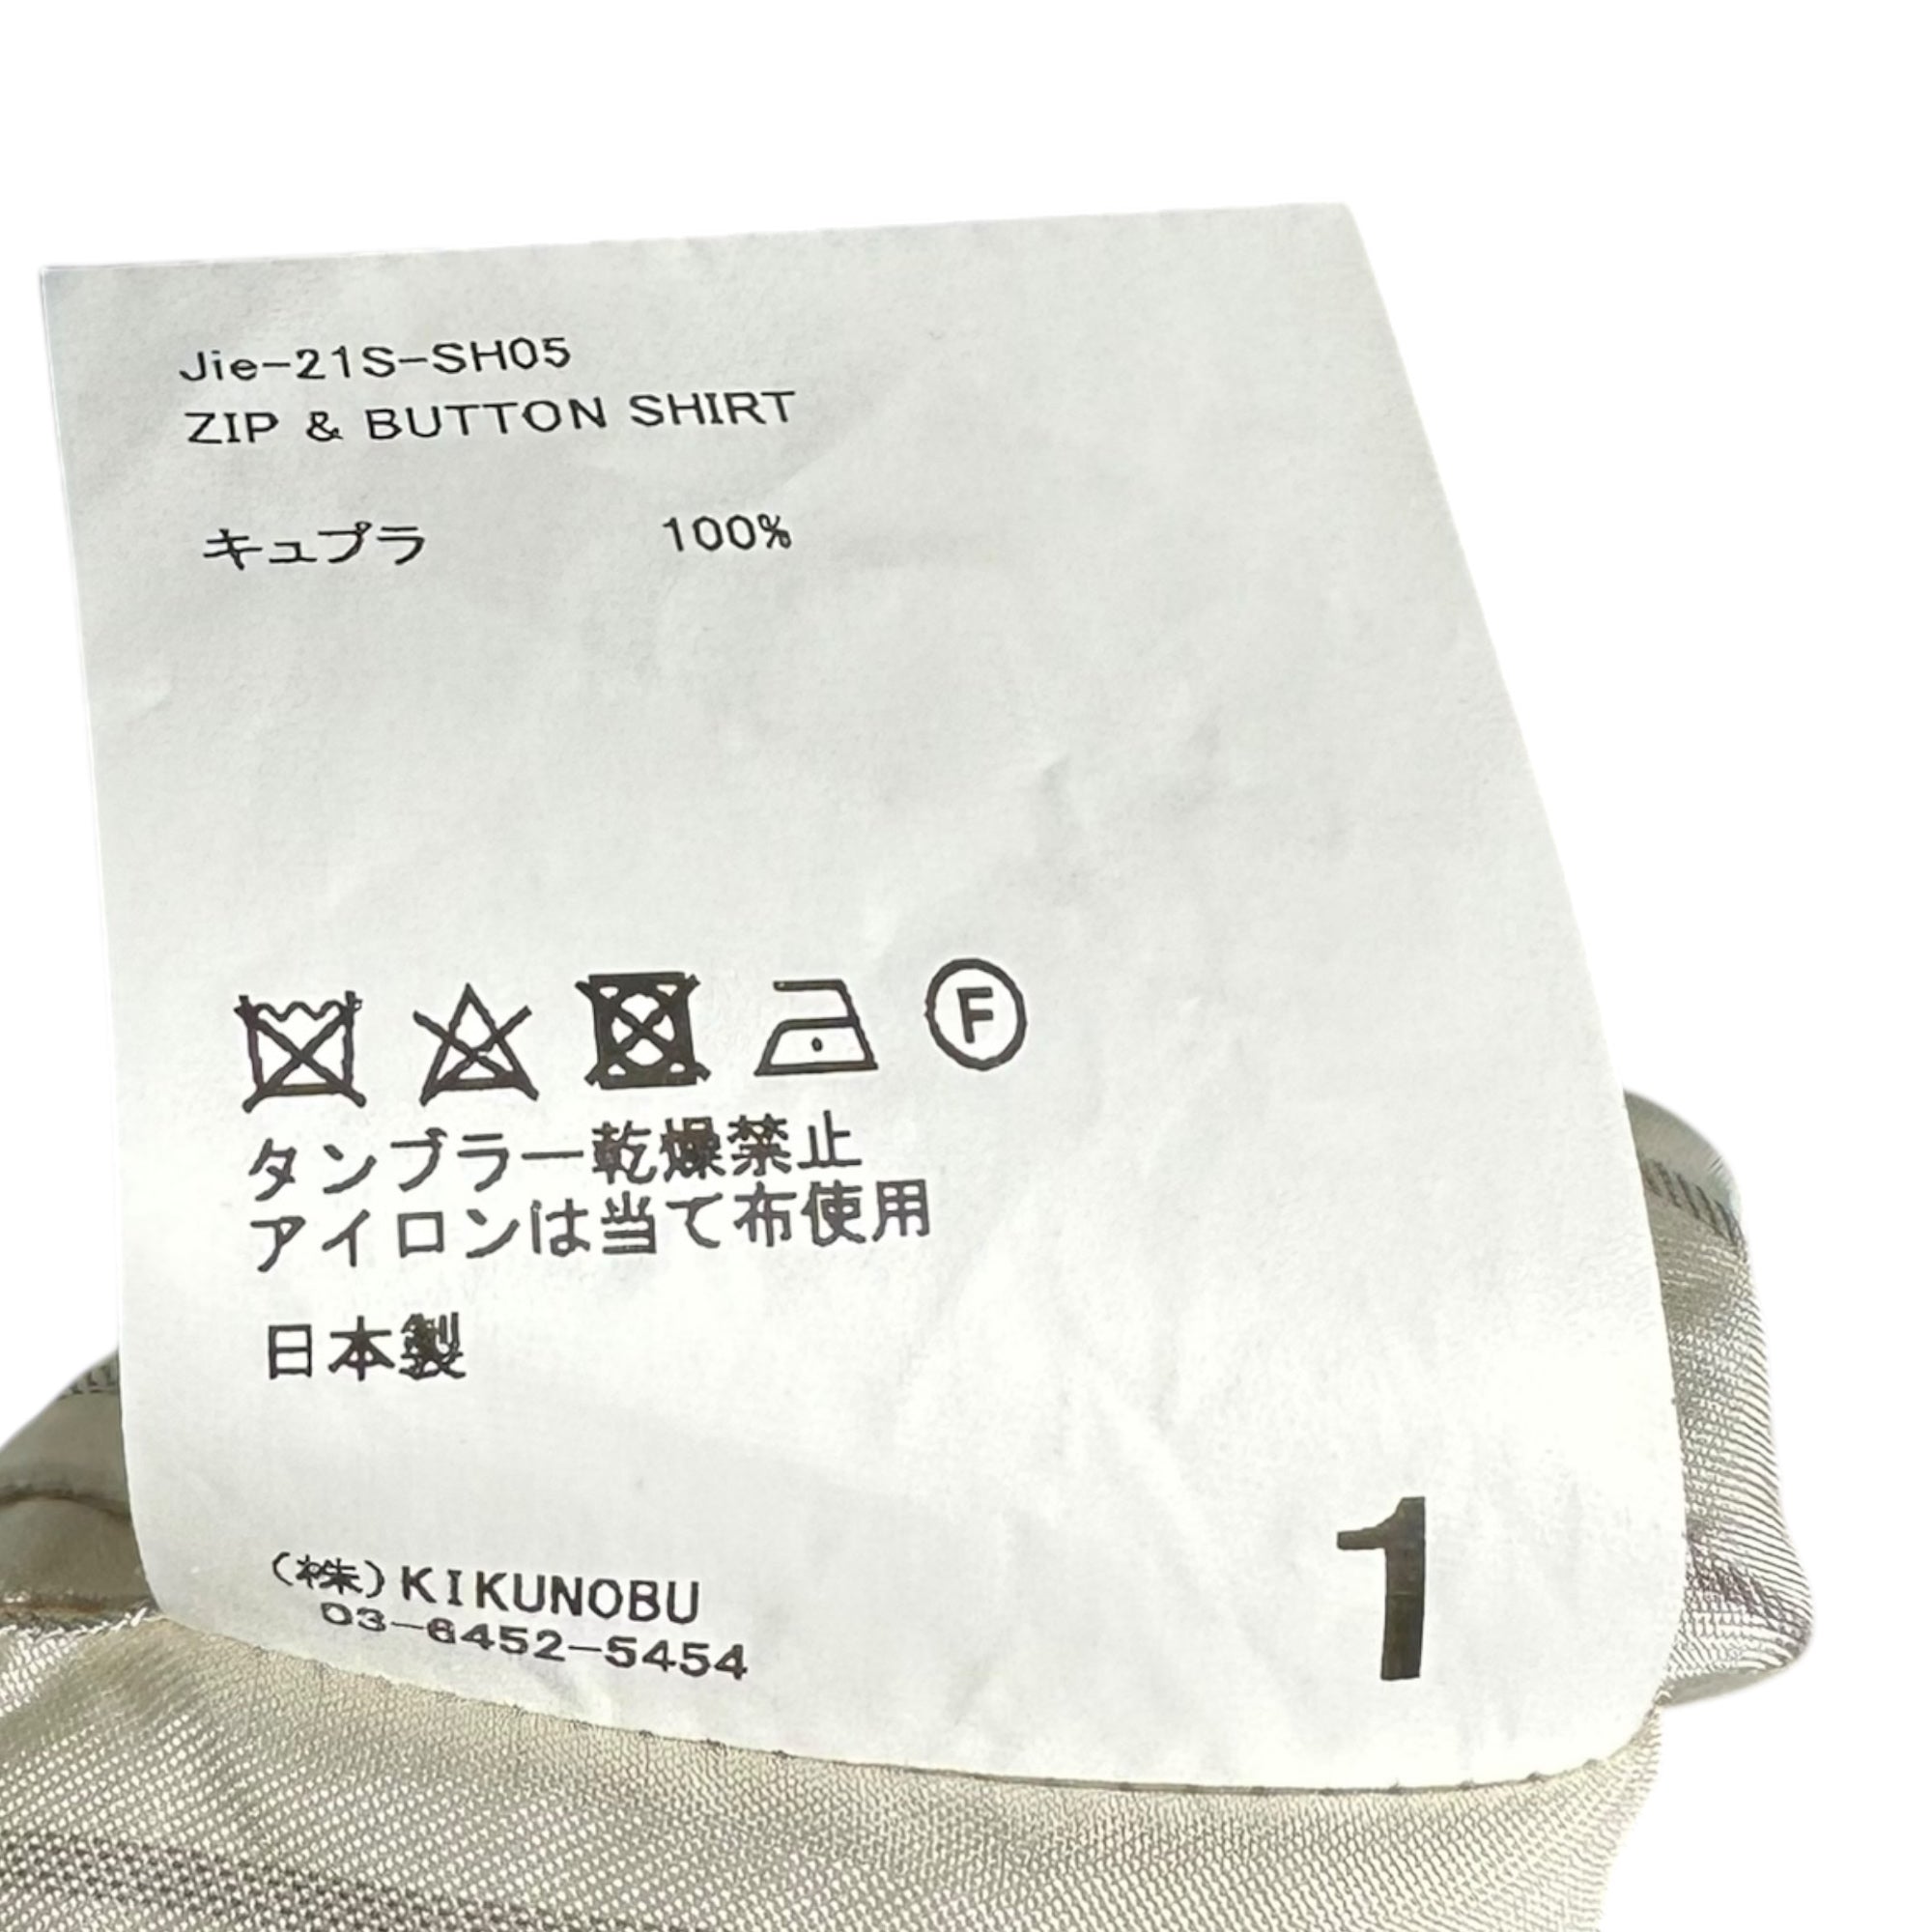 Jie-21S-SH05
ZIP & BUTTON SHIRT
キュプラ 100%
F
タンブラー乾燥禁止
アイロンは当て布使用
日本製
(株)KIKUNOBU
03-6452-5454
1